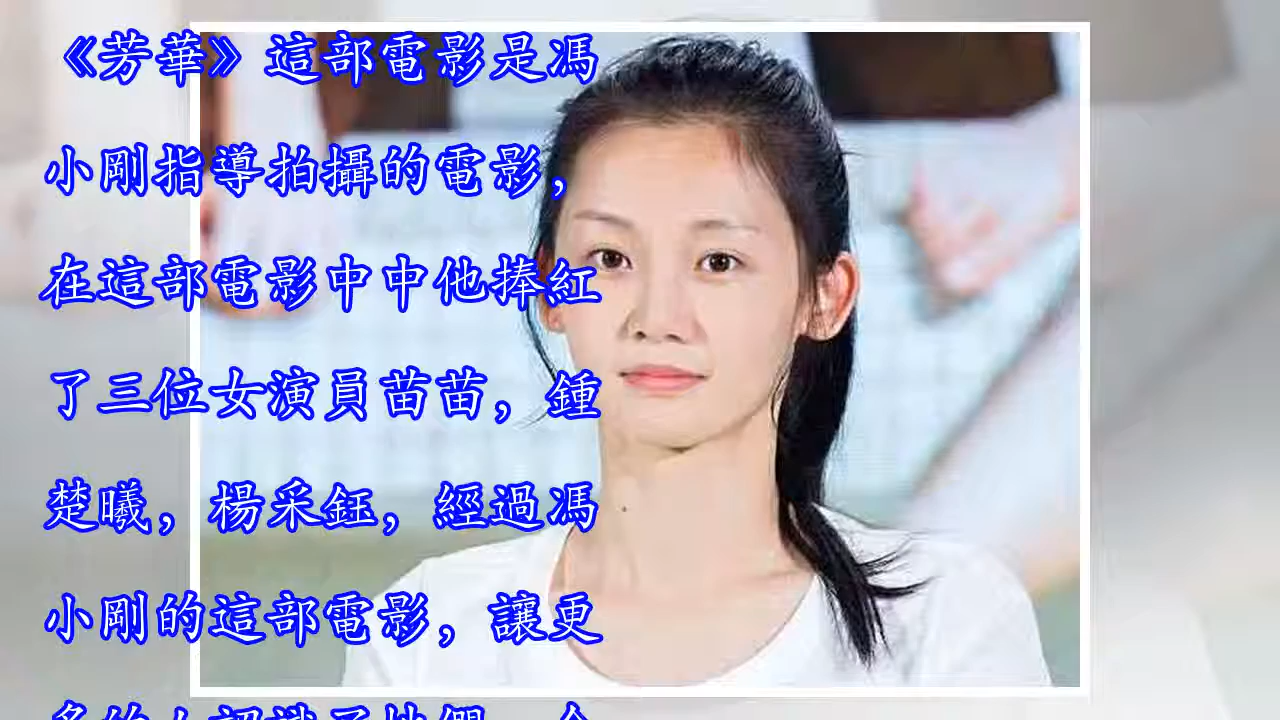 《芳華》這部電影是馮
小剛指導拍攝的電影，
在這部電影中中他捧紅
了三位女演員苗苗，鍾
楚曦，楊采鈺，經過馮
小剛的這部電影，讓更